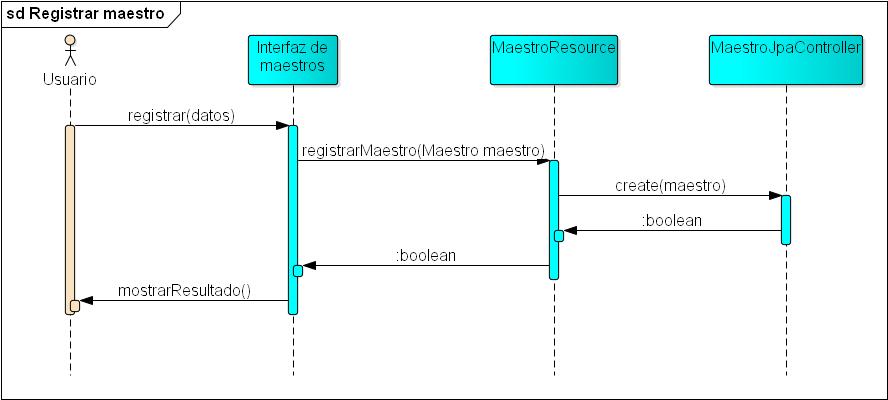 sd Registrar maestro
Usuario
Interfaz de
maestros
MaestroResource
MaestroJpaController
registrar(datos)
registrarMaestro(Maestro maestro)
create(maestro)
:boolean
:boolean
mostrarResultado()